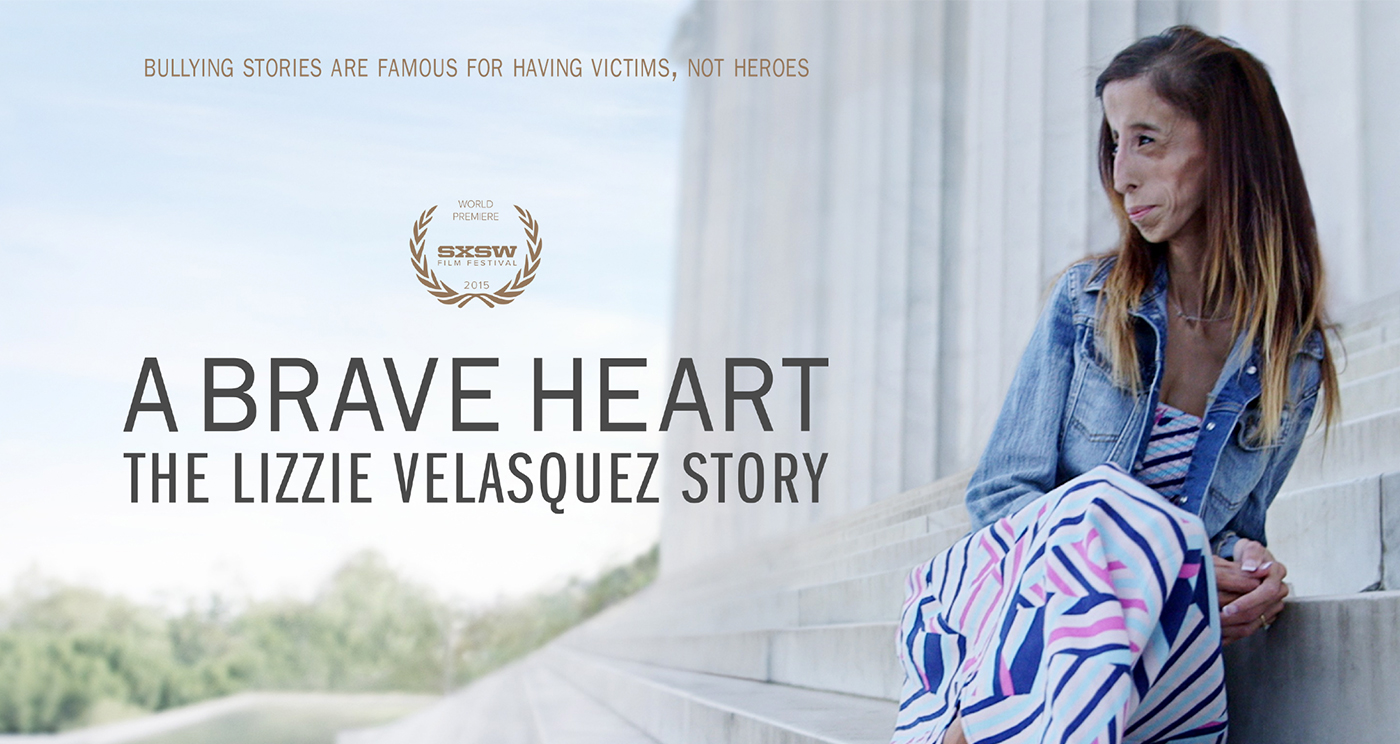 BULLYING STORIES ARE FAMOUS FOR HAVING VICTIMS, NOT HEROES
WORLD
PREMIERE
SXSW
FILM FESTIVAL
2015
A BRAVE HEART
THE LIZZIE VELASQUEZ STORY